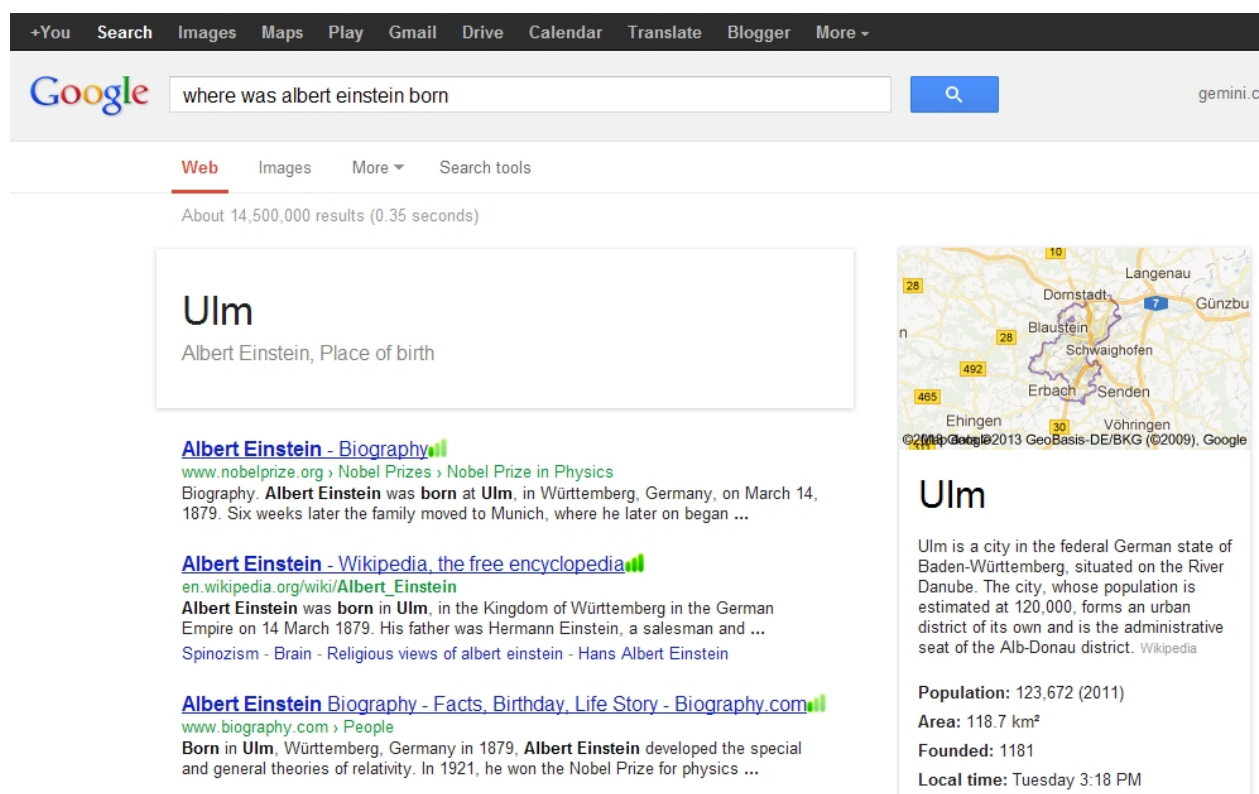 +You Search Images Maps Play Gmail Drive Calendar Translate Blogger More
Google
where was albert einstein born
gemini.c
Web Images More Search tools
About 14,500,000 results (0.35 seconds)
Ulm
Albert Einstein, Place of birth
Albert Einstein - Biography
www.nobelprize.org › Nobel Prizes › Nobel Prize in Physics
Biography. Albert Einstein was born at Ulm, in Württemberg, Germany, on March 14,
1879. Six weeks later the family moved to Munich, where he later on began ...
Albert Einstein - Wikipedia, the free encyclopedia
en.wikipedia.org/wiki/Albert_Einstein
Albert Einstein was born in Ulm, in the Kingdom of Württemberg in the German
Empire on 14 March 1879. His father was Hermann Einstein, a salesman and ...
Spinozism - Brain - Religious views of albert einstein - Hans Albert Einstein
Albert Einstein Biography - Facts, Birthday, Life Story - Biography.com
www.biography.com › People
Born in Ulm, Württemberg, Germany in 1879, Albert Einstein developed the special
and general theories of relativity. In 1921, he won the Nobel Prize for physics ...
10
Langenau
28
Dornstadt
7
Günzbu
n
Blaustein
28
Schwaighofen
492
Erbach
Senden
465
Ehingen
30
Vöhringen
2013 GeoBasis-DE/BKG (©2009), Google
Ulm
Ulm is a city in the federal German state of
Baden-Württemberg, situated on the River
Danube. The city, whose population is
estimated at 120,000, forms an urban
district of its own and is the administrative
seat of the Alb-Donau district. Wikipedia
Population: 123,672 (2011)
Area: 118.7 km²
Founded: 1181
Local time: Tuesday 3:18 PM